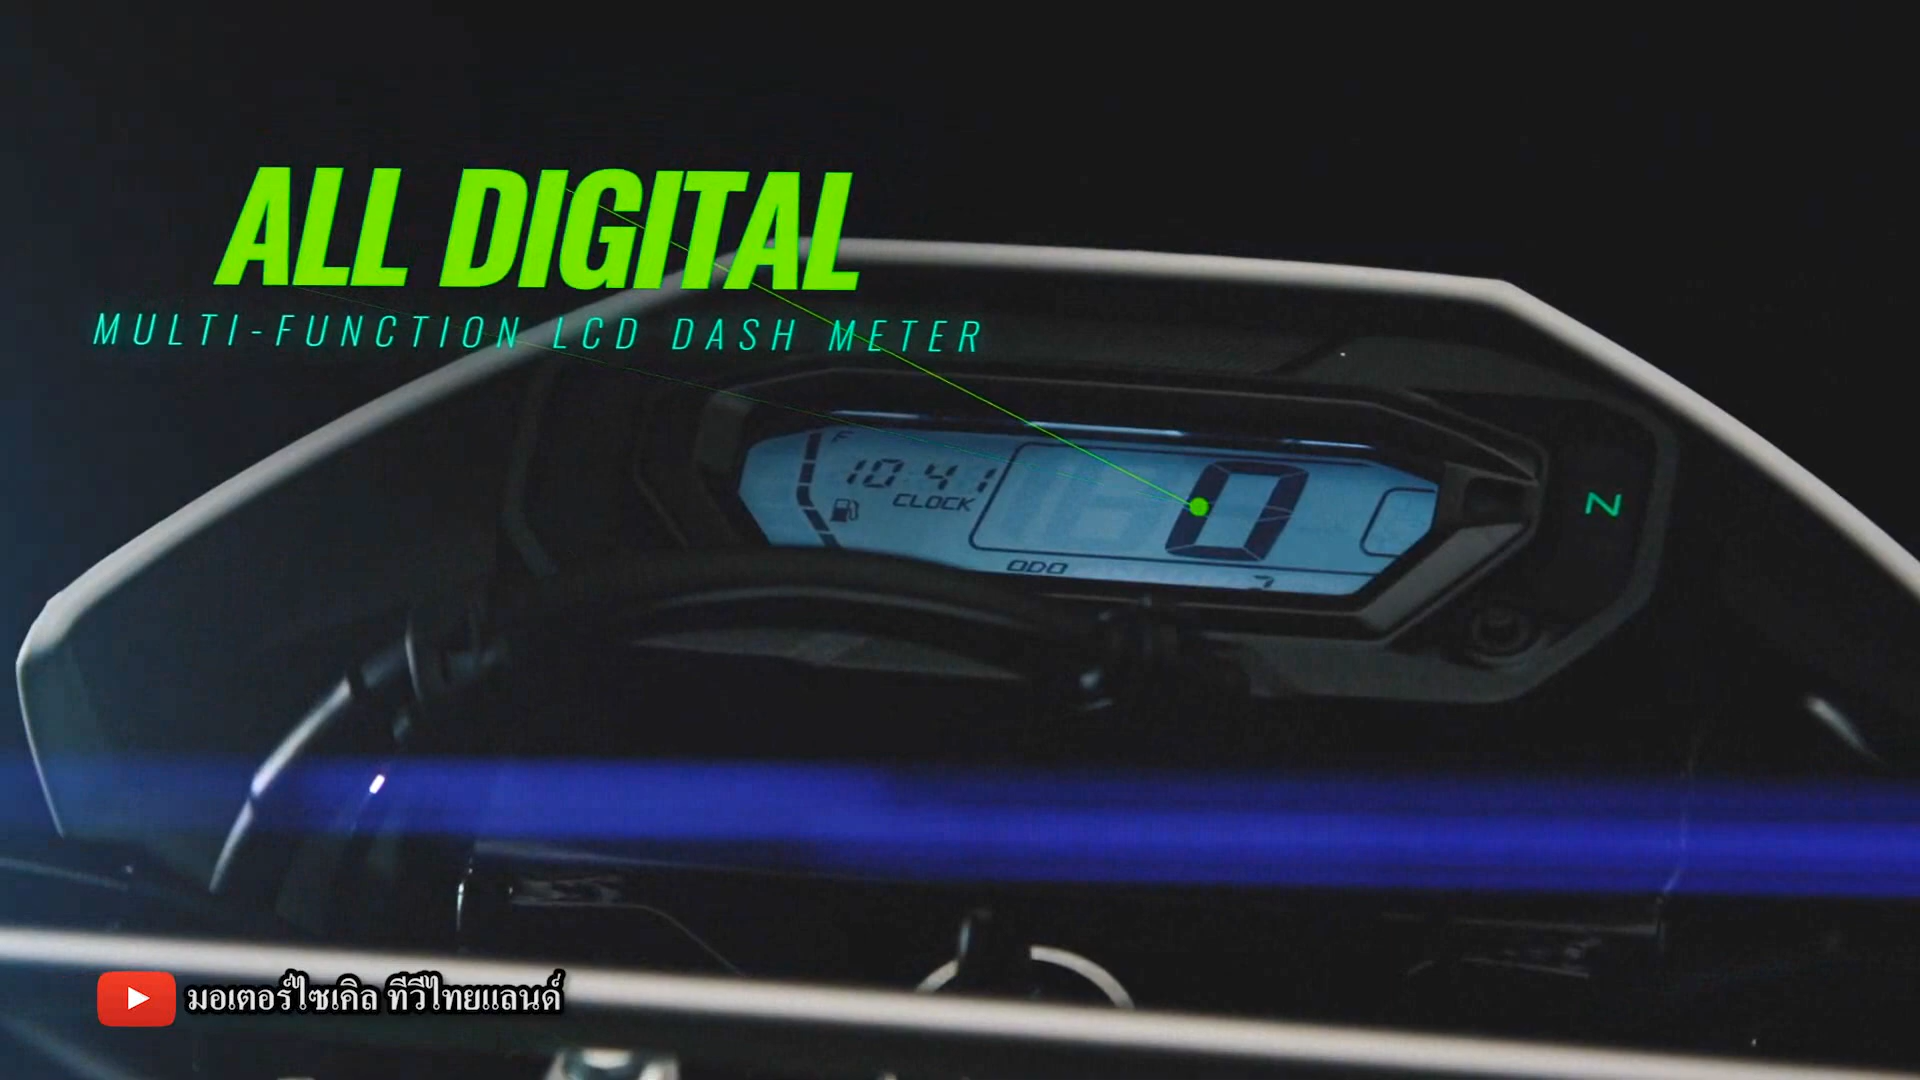 ALL DIGITAL
MULTI-FUNCTION LCD DASH METER
F
10:41
CLOCK
0
N
ODO
7
มอเตอร์ไซเคิล ทีวีไทยแลนด์